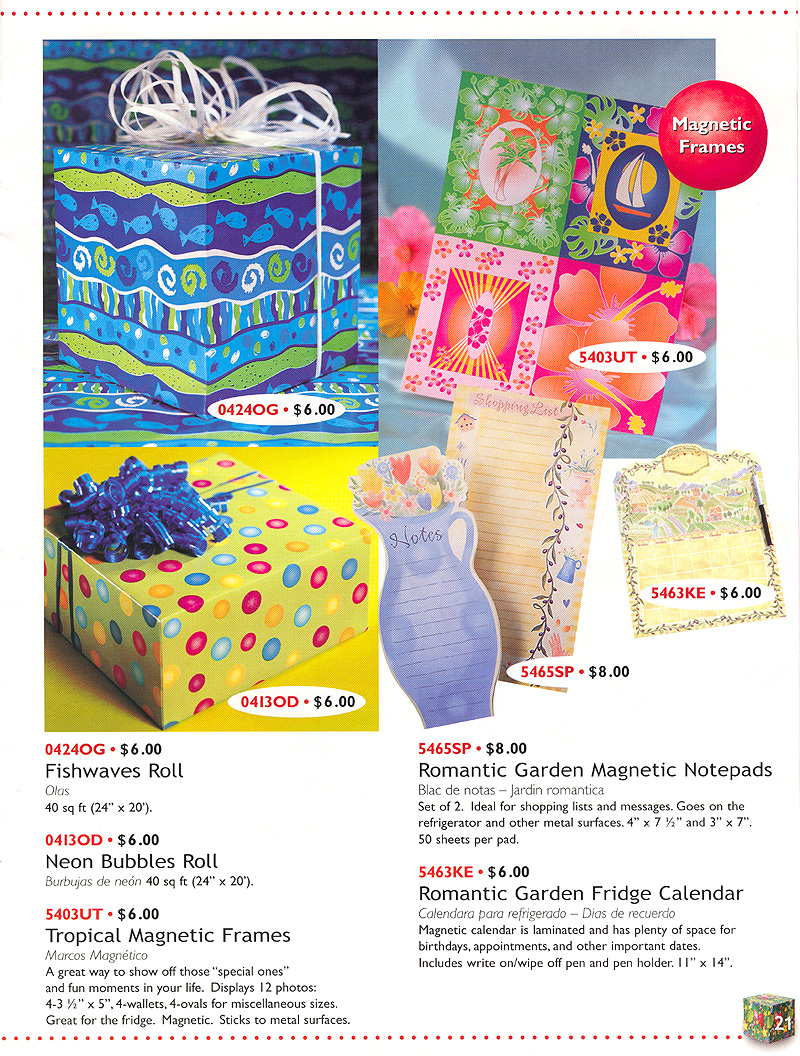 Magnetic
Frames
5403UT • $6.00
0424OG • $6.00
Shopping List
Notes
5463KE • $6.00
5465SP • $8.00
0413OD • $6.00
0424OG • $6.00
Fishwaves Roll
Olas
40 sq ft (24” x 20’).
0413OD • $6.00
Neon Bubbles Roll
Burbujas de neón 40 sq ft (24” x 20’).
5403UT • $6.00
Tropical Magnetic Frames
Marcos Magnético
A great way to show off those “special ones”
and fun moments in your life. Displays 12 photos:
4-3 ½” x 5”, 4-wallets, 4-ovals for miscellaneous sizes.
Great for the fridge. Magnetic. Sticks to metal surfaces.
5465SP • $8.00
Romantic Garden Magnetic Notepads
Blac de notas – Jardin romantica
Set of 2. Ideal for shopping lists and messages. Goes on the
refrigerator and other metal surfaces. 4” x 7 ½” and 3” x 7”.
50 sheets per pad.
5463KE • $6.00
Romantic Garden Fridge Calendar
Calendara para refrigerado – Dias de recuerdo
Magnetic calendar is laminated and has plenty of space for
birthdays, appointments, and other important dates.
Includes write on/wipe off pen and pen holder. 11” x 14”.
21